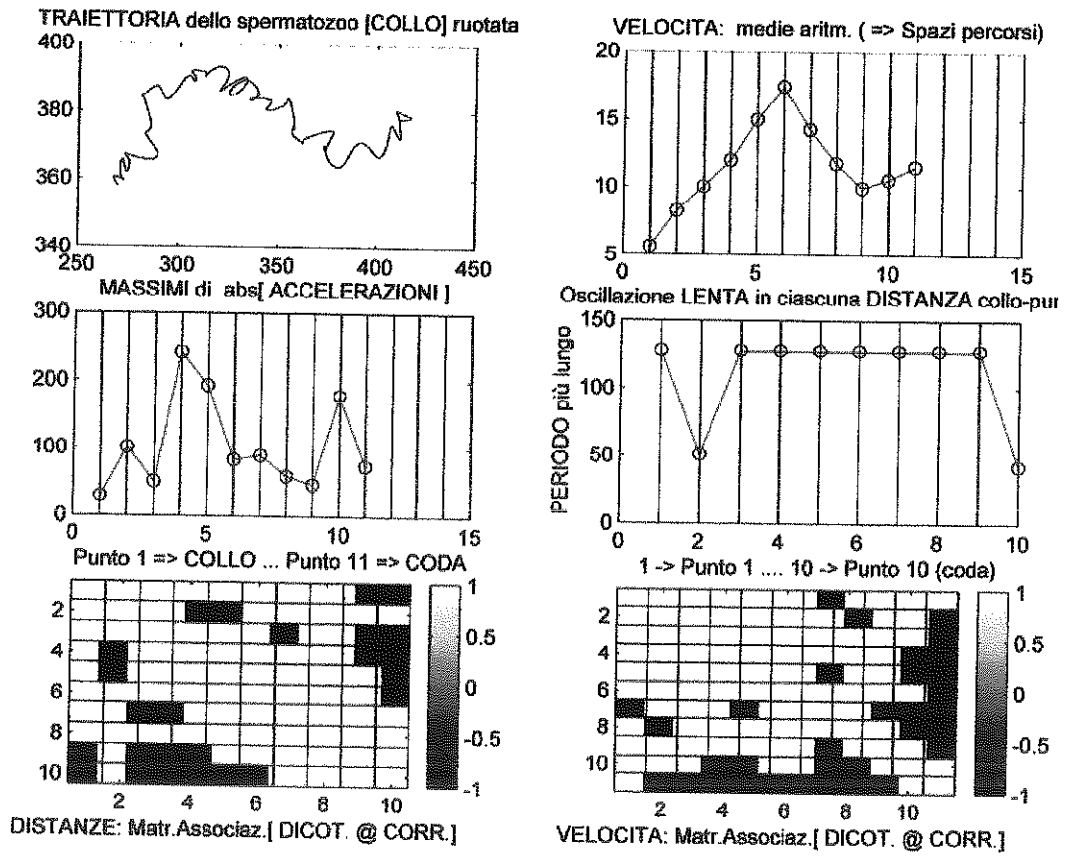 TRAIETTORIA dello spermatozoo [COLLO] ruotata
400
380
360
340
250 300 350 400 450
VELOCITA: medie aritm. ( => Spazi percorsi)
20
15
10
5
0 5 10 15
MASSIMI di abs[ ACCELERAZIONI ]
300
200
100
0
0 5 10 15
Punto 1 => COLLO ... Punto 11 => CODA
Oscillazione LENTA in ciascuna DISTANZA collo-pur
PERIODO più lungo
150
100
50
0
0 2 4 6 8 10
1 -> Punto 1 .... 10 -> Punto 10 (coda)
2
4
6
8
10
2 4 6 8 10
1
0.5
0
-0.5
-1
DISTANZE: Matr.Associaz.[ DICOT. @ CORR.]
2
4
6
8
10
2 4 6 8 10
1
0.5
0
-0.5
-1
VELOCITA: Matr.Associaz.[ DICOT. @ CORR.]